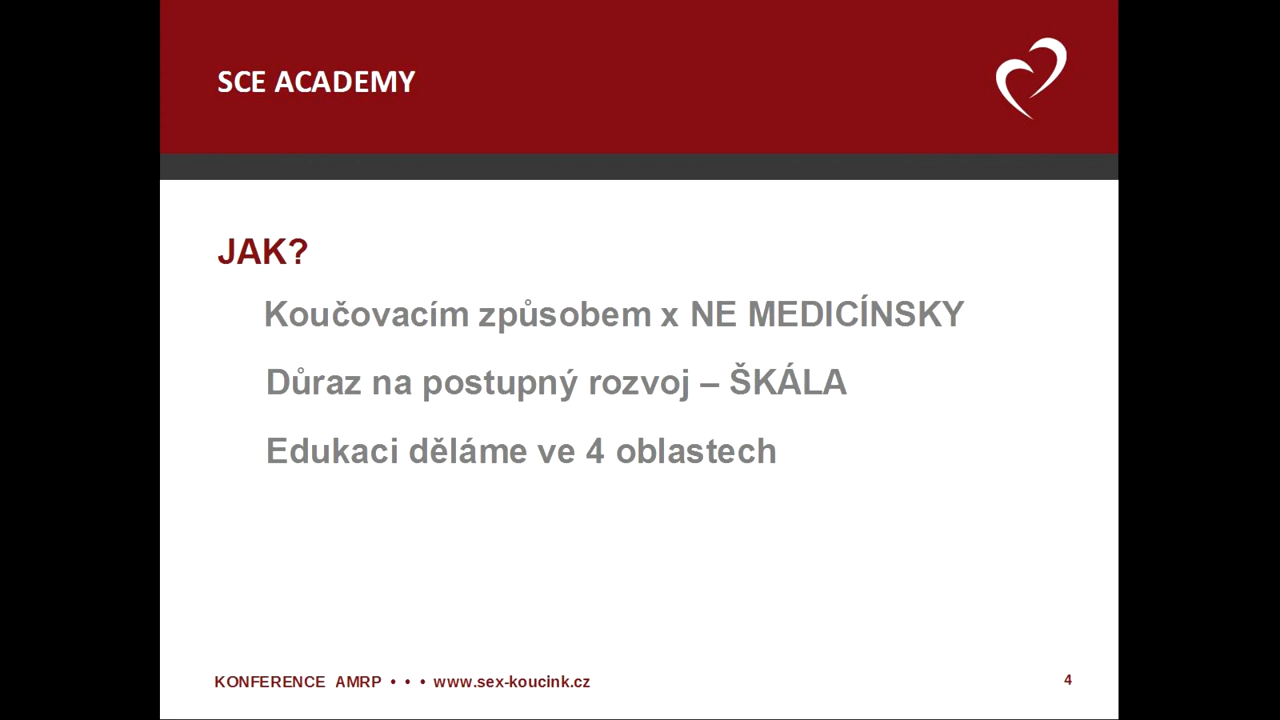 SCE ACADEMY
JAK?
Koučovacím způsobem x NE MEDICÍNSKY
Důraz na postupný rozvoj – ŠKÁLA
Edukaci děláme ve 4 oblastech
KONFERENCE AMRP • • • www.sex-koucink.cz
4